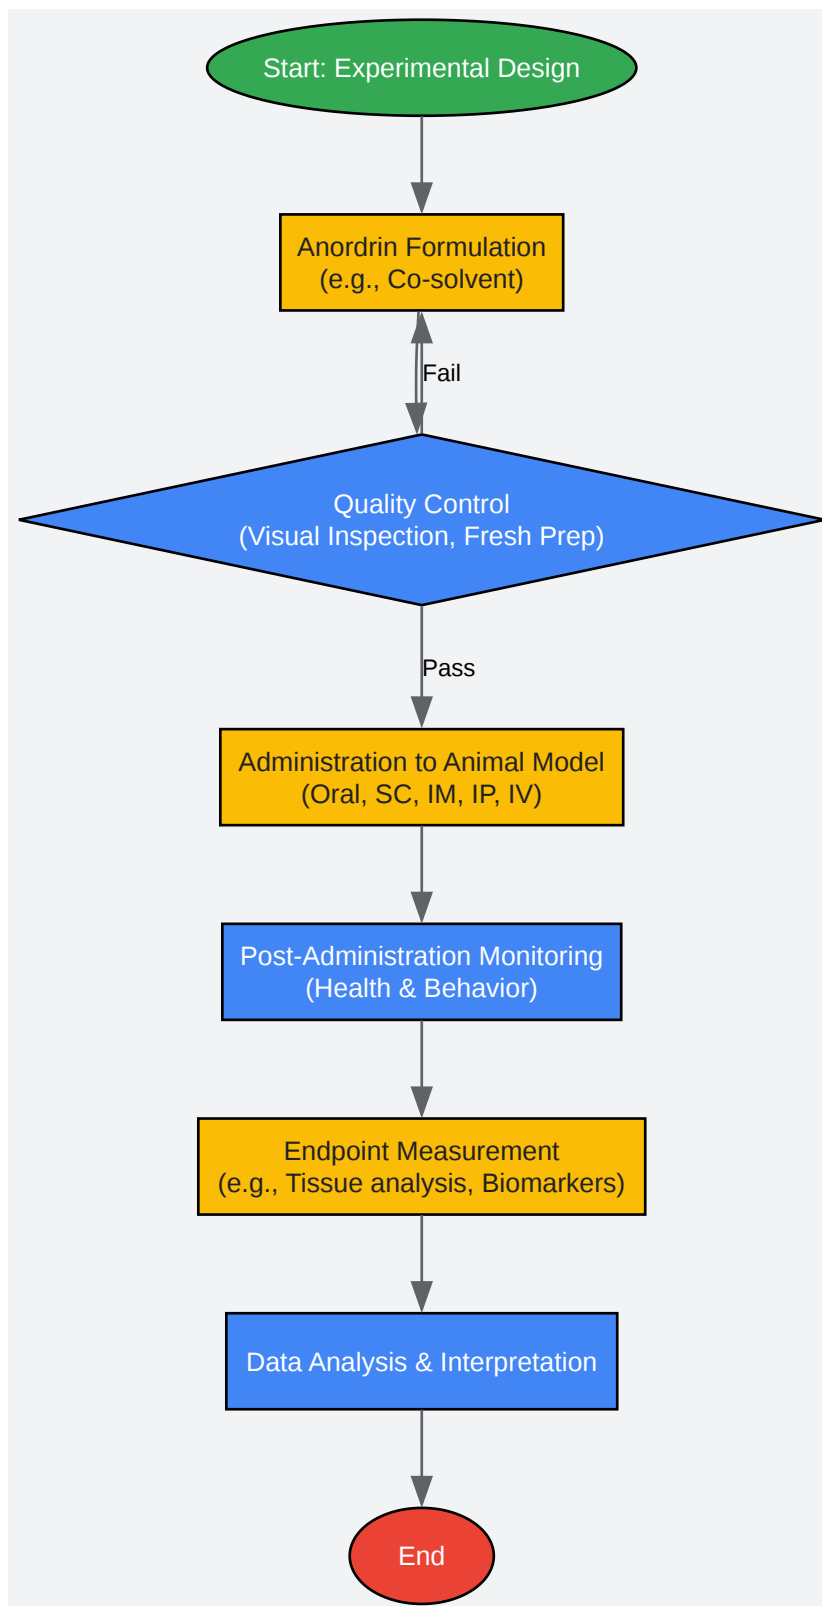 Start: Experimental Design
Anordrin Formulation
(e.g., Co-solvent)
Fail
Quality Control
(Visual Inspection, Fresh Prep)
Pass
Administration to Animal Model
(Oral, SC, IM, IP, IV)
Post-Administration Monitoring
(Health & Behavior)
Endpoint Measurement
(e.g., Tissue analysis, Biomarkers)
Data Analysis & Interpretation
End